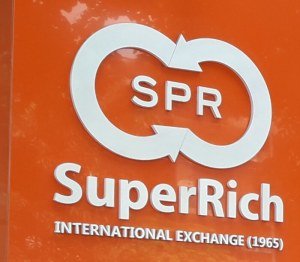 SPR
SuperRich
INTERNATIONAL EXCHANGE (1965)